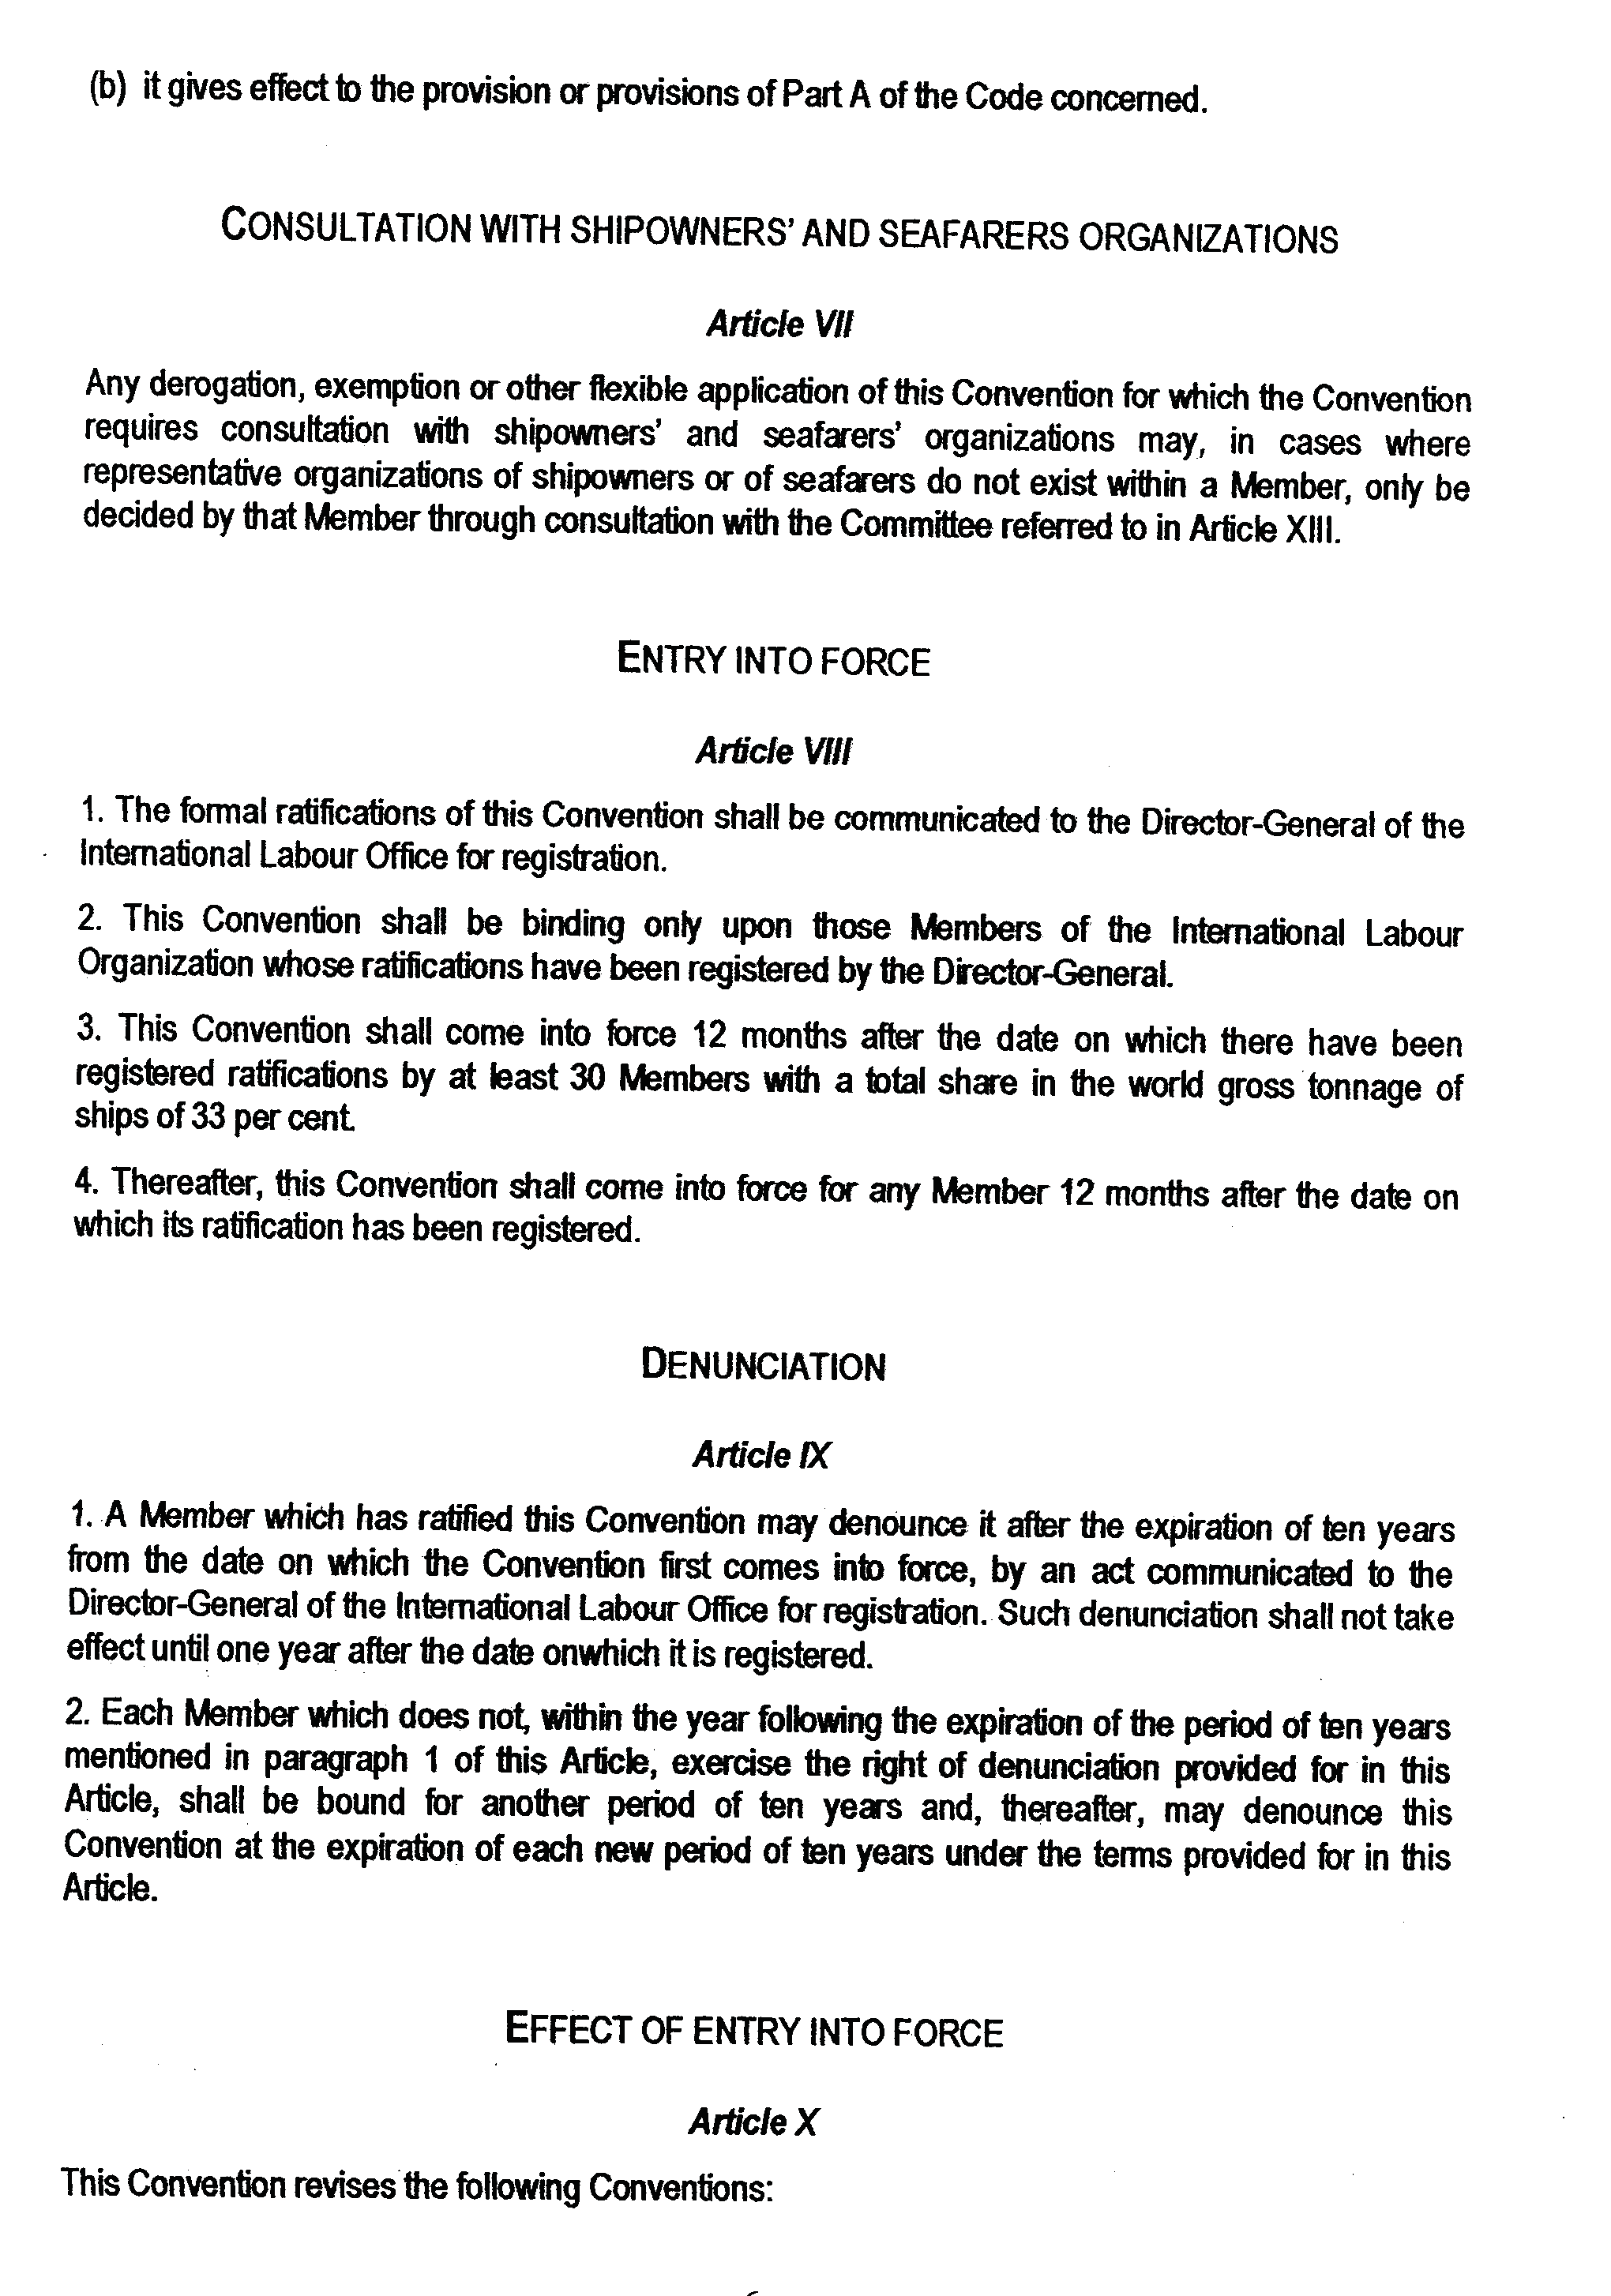 (b) it gives effect to the provision or provisions of Part A of the Code concerned.
CONSULTATION WITH SHIPOWNERS' AND SEAFARERS ORGANIZATIONS
Article VII
Any derogation, exemption or other flexible application of this Convention for which the Convention
requires consultation with shipowners' and seafarers' organizations may, in cases where
representative organizations of shipowners or of seafarers do not exist within a Member, only be
decided by that Member through consultation with the Committee referred to in Article XIII.
ENTRY INTO FORCE
Article VIII
1. The formal ratifications of this Convention shall be communicated to the Director-General of the
International Labour Office for registration.
2. This Convention shall be binding only upon those Members of the International Labour
Organization whose ratifications have been registered by the Director-General.
3. This Convention shall come into force 12 months after the date on which there have been
registered ratifications by at least 30 Members with a total share in the world gross tonnage of
ships of 33 per cent.
4. Thereafter, this Convention shall come into force for any Member 12 months after the date on
which its ratification has been registered.
DENUNCIATION
Article IX
1. A Member which has ratified this Convention may denounce it after the expiration of ten years
from the date on which the Convention first comes into force, by an act communicated to the
Director-General of the International Labour Office for registration. Such denunciation shall not take
effect until one year after the date onwhich it is registered.
2. Each Member which does not, within the year following the expiration of the period of ten years
mentioned in paragraph 1 of this Article, exercise the right of denunciation provided for in this
Article, shall be bound for another period of ten years and, thereafter, may denounce this
Convention at the expiration of each new period of ten years under the terms provided for in this
Article.
EFFECT OF ENTRY INTO FORCE
Article X
This Convention revises the following Conventions: